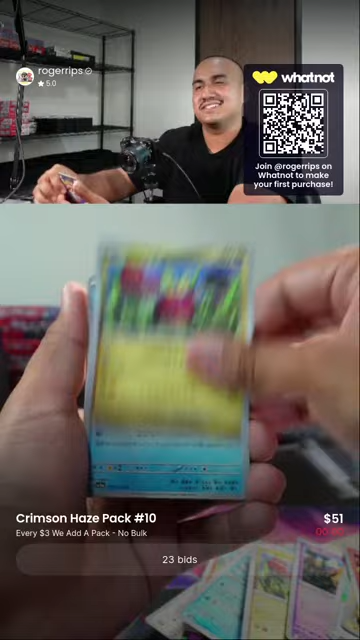 rogerrips
5.0
whatnot
Join @rogerrips on
Whatnot to make
your first purchase!
Crimson Haze Pack #10
$51
Every $3 We Add A Pack - No Bulk
23 bids